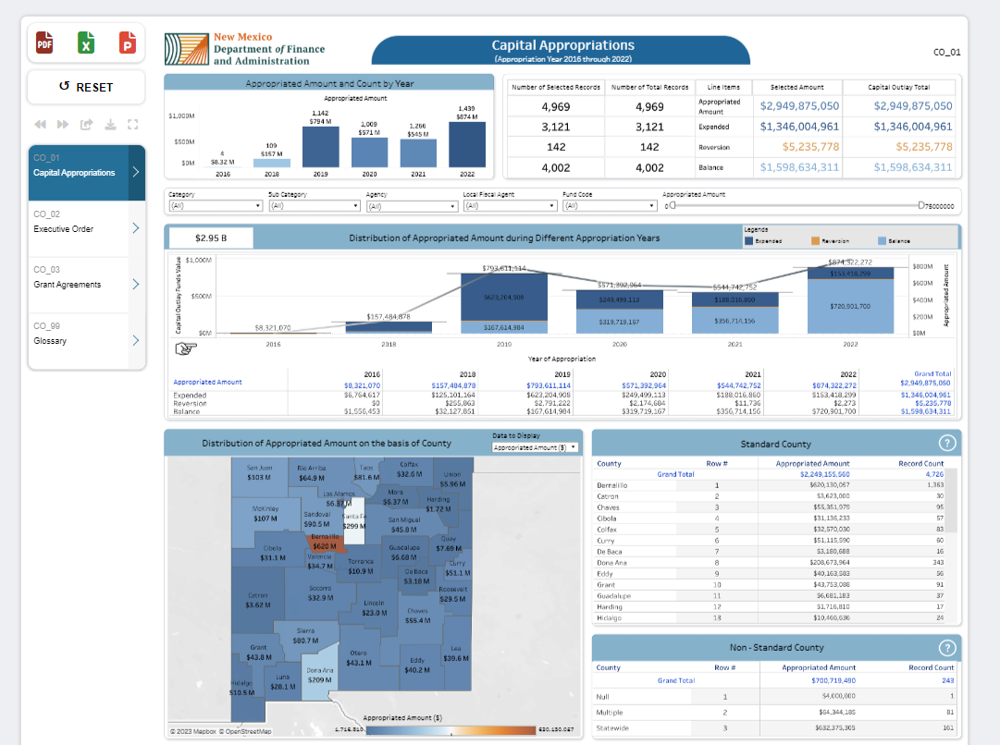 PDF
X
P
New Mexico
Department of Finance
and Administration
Capital Appropriations
(Appropriation Year 2016 through 2022)
CO_01
↺ RESET
CO_01
Capital Appropriations
CO_02
Executive Order
CO_03
Grant Agreements
CO_99
Glossary
Appropriated Amount and Count by Year
Appropriated Amount
$1,000M
$500M
$0M
4
$8.32 M
109
$157 M
1,142
$794 M
1,009
$571 M
1,266
$545 M
1,439
$874 M
2016 2018 2019 2020 2021 2022
Number of Selected Records Number of Total Records Line Items Selected Amount Capital Outlay Total
4,969 4,969 Appropriated Amount $2,949,875,050 $2,949,875,050
3,121 3,121 Expended $1,346,004,961 $1,346,004,961
142 142 Reversion $5,235,778 $5,235,778
4,002 4,002 Balance $1,598,634,311 $1,598,634,311
Category Sub Category Agency Local Fiscal Agent Fund Code Appropriated Amount
(All) (All) (All) (All) (All) 0 75000000
$2.95 B
Distribution of Appropriated Amount during Different Appropriation Years
Legends
Expended Reversion Balance
Capital Outlay Funds Value
$1,000M
$500M
$0M
$8,321,070
$157,484,878
$793,611,114
$623,204,908
$167,614,984
$571,392,964
$249,499,113
$319,719,167
$544,742,752
$188,016,860
$356,714,156
$874,322,272
$153,418,299
$720,901,700
$800M
$600M
$400M
$200M
$0M
Appropriated Amount
2016 2018 2019 2020 2021 2022
Year of Appropriation
2016 2018 2019 2020 2021 2022 Grand Total
Appropriated Amount $8,321,070 $157,484,878 $793,611,114 $571,392,964 $544,742,752 $874,322,272 $2,949,875,050
Expended $6,764,617 $125,101,164 $623,204,908 $249,499,113 $188,016,860 $153,418,299 $1,346,004,961
Reversion $0 $255,863 $2,791,222 $2,174,684 $11,736 $2,273 $5,235,778
Balance $1,556,453 $32,127,851 $167,614,984 $319,719,167 $356,714,156 $720,901,700 $1,598,634,311
Distribution of Appropriated Amount on the basis of County
Data to Display
Appropriated Amount ($)
San Juan
$103 M
Rio Arriba
$64.9 M
Taos
$81.6 M
Colfax
$32.6 M
Union
$5.96 M
Los Alamos
Mora
$6.37 M
Harding
$1.72 M
McKinley
$107 M
Sandoval
$90.5 M
Santa Fe
$299 M
San Miguel
$45.8 M
Bernalillo
$620 M
Cibola
$31.1 M
Valencia
$34.7 M
Torrance
$10.9 M
Guadalupe
$6.68 M
Quay
$7.69 M
Curry
$51.1 M
De Baca
$3.18 M
Roosevelt
$29.5 M
Catron
$3.62 M
Socorro
$32.9 M
Lincoln
$23.0 M
Chaves
$55.4 M
Sierra
$80.7 M
Grant
$43.8 M
Otero
$43.1 M
Eddy
$40.2 M
Lea
$39.6 M
Dona Ana
$209 M
Luna
$28.1 M
Hidalgo
$10.5 M
Appropriated Amount ($)
1,716,810 620,130,057
© 2023 Mapbox © OpenStreetMap
Standard County
?
County Row # Appropriated Amount Record Count
Grand Total $2,249,155,560 4,726
Bernalillo 1 $620,130,057 1,363
Catron 2 $3,623,000 30
Chaves 3 $55,351,979 95
Cibola 4 $31,136,233 57
Colfax 5 $32,570,030 83
Curry 6 $51,115,590 60
De Baca 7 $3,180,688 16
Dona Ana 8 $208,673,964 343
Eddy 9 $40,163,583 56
Grant 10 $43,753,088 91
Guadalupe 11 $6,681,183 37
Harding 12 $1,716,810 17
Hidalgo 13 $10,466,636 24
Non - Standard County
?
County Row # Appropriated Amount Record Count
Grand Total $700,719,490 243
Null 1 $4,000,000 1
Multiple 2 $64,344,185 81
Statewide 3 $632,375,305 161